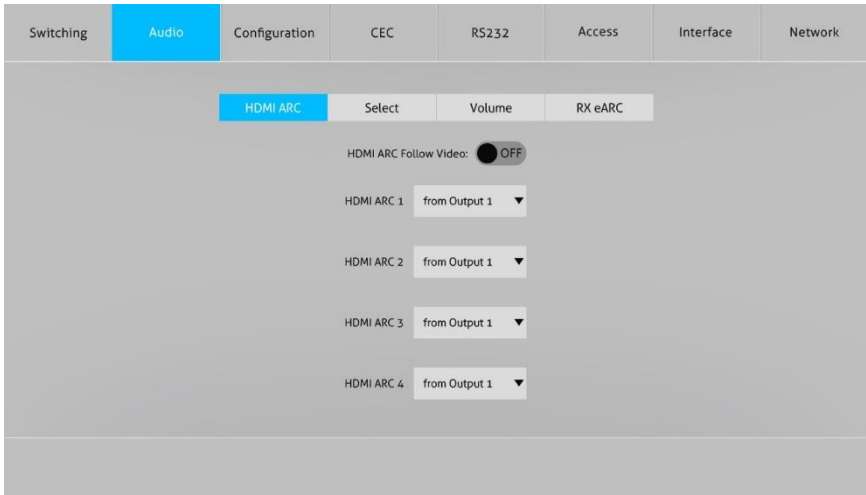 Switching Audio Configuration CEC RS232 Access Interface Network
HDMI ARC Select Volume RX eARC
HDMI ARC Follow Video: OFF
HDMI ARC 1 from Output 1
HDMI ARC 2 from Output 1
HDMI ARC 3 from Output 1
HDMI ARC 4 from Output 1